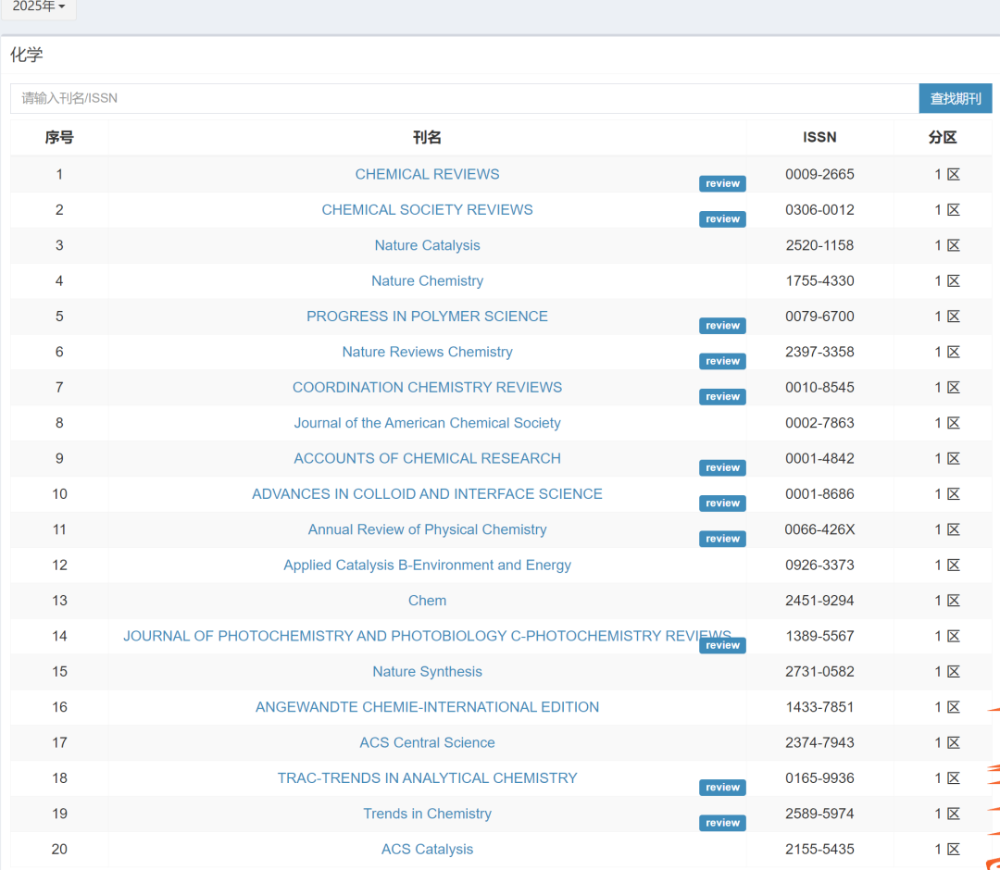 2025年
化学
请输入刊名/ISSN 查找期刊
序号 刊名 ISSN 分区
1 CHEMICAL REVIEWS review 0009-2665 1 区
2 CHEMICAL SOCIETY REVIEWS review 0306-0012 1 区
3 Nature Catalysis 2520-1158 1 区
4 Nature Chemistry 1755-4330 1 区
5 PROGRESS IN POLYMER SCIENCE review 0079-6700 1 区
6 Nature Reviews Chemistry review 2397-3358 1 区
7 COORDINATION CHEMISTRY REVIEWS review 0010-8545 1 区
8 Journal of the American Chemical Society 0002-7863 1 区
9 ACCOUNTS OF CHEMICAL RESEARCH review 0001-4842 1 区
10 ADVANCES IN COLLOID AND INTERFACE SCIENCE review 0001-8686 1 区
11 Annual Review of Physical Chemistry review 0066-426X 1 区
12 Applied Catalysis B-Environment and Energy 0926-3373 1 区
13 Chem 2451-9294 1 区
14 JOURNAL OF PHOTOCHEMISTRY AND PHOTOBIOLOGY C-PHOTOCHEMISTRY REVIEWS review 1389-5567 1 区
15 Nature Synthesis 2731-0582 1 区
16 ANGEWANDTE CHEMIE-INTERNATIONAL EDITION 1433-7851 1 区
17 ACS Central Science 2374-7943 1 区
18 TRAC-TRENDS IN ANALYTICAL CHEMISTRY review 0165-9936 1 区
19 Trends in Chemistry review 2589-5974 1 区
20 ACS Catalysis 2155-5435 1 区